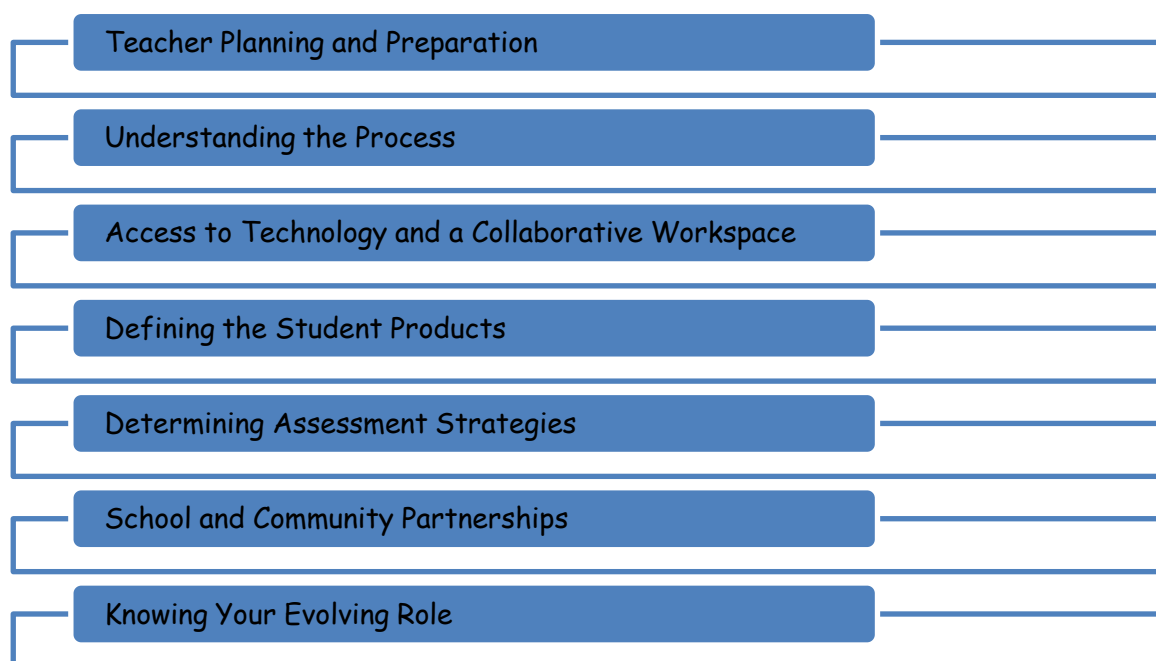 Teacher Planning and Preparation
Understanding the Process
Access to Technology and a Collaborative Workspace
Defining the Student Products
Determining Assessment Strategies
School and Community Partnerships
Knowing Your Evolving Role